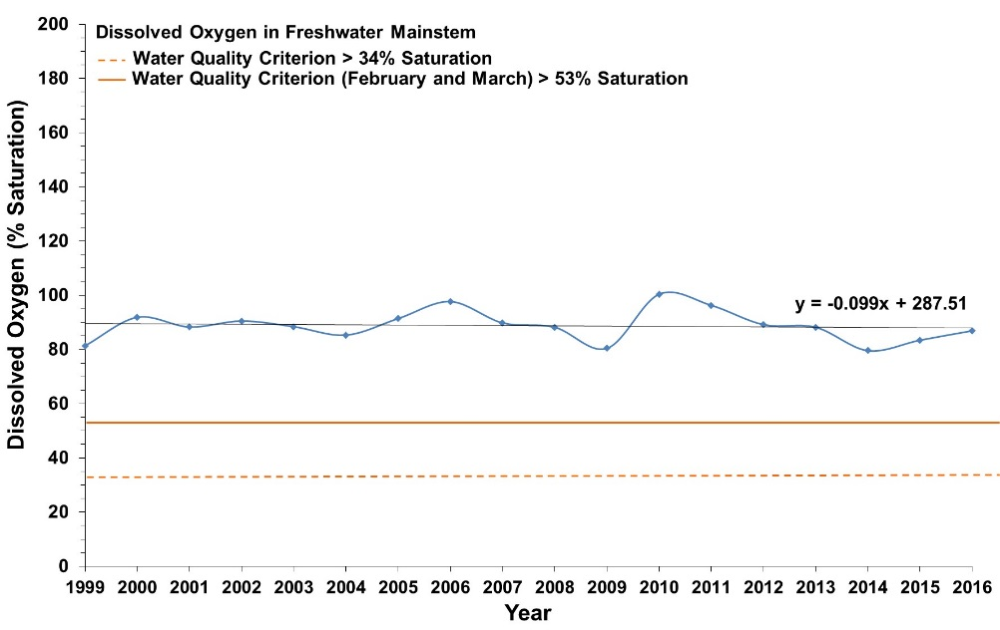 Dissolved Oxygen in Freshwater Mainstem
Water Quality Criterion > 34% Saturation
Water Quality Criterion (February and March) > 53% Saturation
Dissolved Oxygen (% Saturation)
200
180
160
140
120
100
80
60
40
20
0
y = -0.099x + 287.51
1999 2000 2001 2002 2003 2004 2005 2006 2007 2008 2009 2010 2011 2012 2013 2014 2015 2016
Year